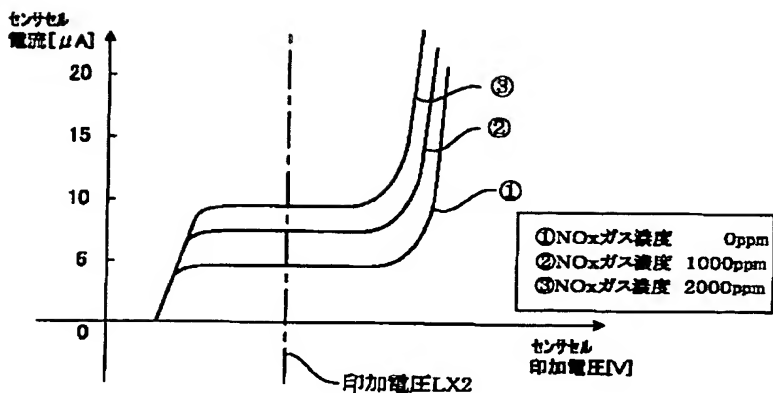 センサセル
電流[μA]
20
15
10
5
0
③
②
①
①NOxガス濃度 0ppm
②NOxガス濃度 1000ppm
③NOxガス濃度 2000ppm
センサセル
印加電圧[V]
印加電圧LX2